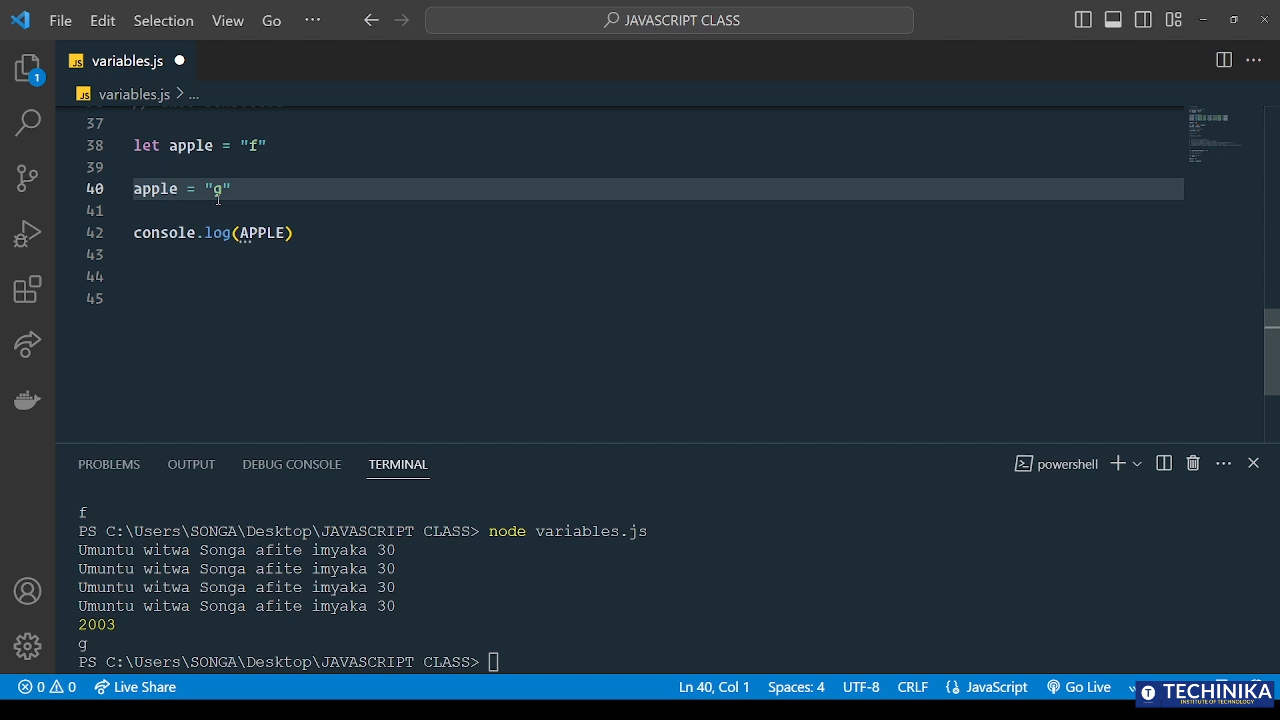 File Edit Selection View Go ··· JAVASCRIPT CLASS
JS variables.js
JS variables.js > ...
1
37
38 let apple = "f"
39
40 apple = "g"
41
42 console.log(APPLE)
43
44
45
PROBLEMS OUTPUT DEBUG CONSOLE TERMINAL powershell
f
PS C:\Users\SONGA\Desktop\JAVASCRIPT CLASS> node variables.js
Umuntu witwa Songa afite imyaka 30
Umuntu witwa Songa afite imyaka 30
Umuntu witwa Songa afite imyaka 30
Umuntu witwa Songa afite imyaka 30
2003
g
PS C:\Users\SONGA\Desktop\JAVASCRIPT CLASS>
0 0 Live Share Ln 40, Col 1 Spaces: 4 UTF-8 CRLF {} JavaScript Go Live
T TECHINIKA
INSTITUTE OF TECHNOLOGY